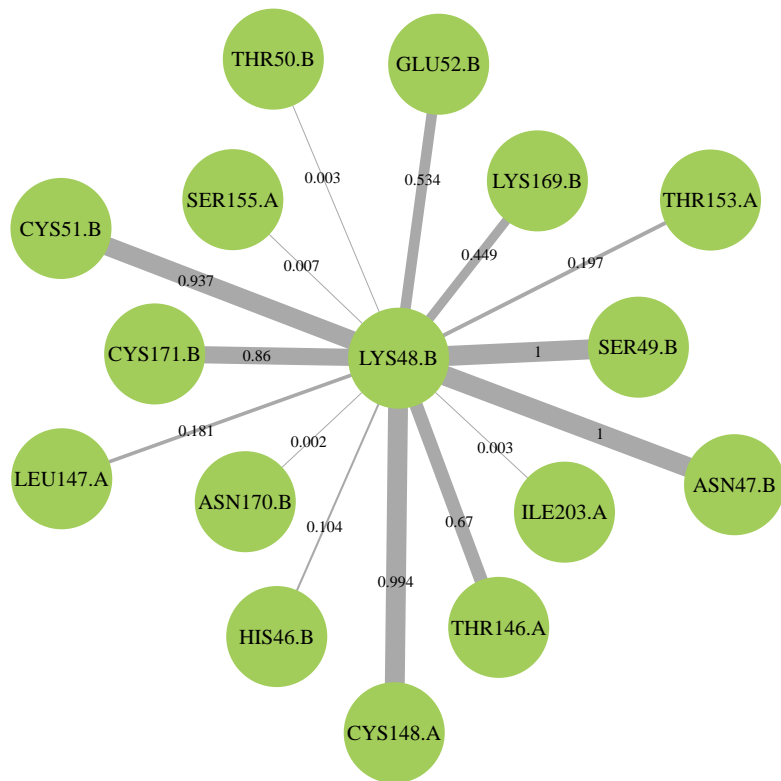 THR50.B
GLU52.B
0.003
0.534
LYS169.B
SER155.A
THR153.A
CYS51.B
0.449
0.197
0.007
0.937
CYS171.B
0.86
LYS48.B
1
SER49.B
0.181
0.002
0.003
1
LEU147.A
ASN170.B
ILE203.A
ASN47.B
0.104
0.67
0.994
HIS46.B
THR146.A
CYS148.A